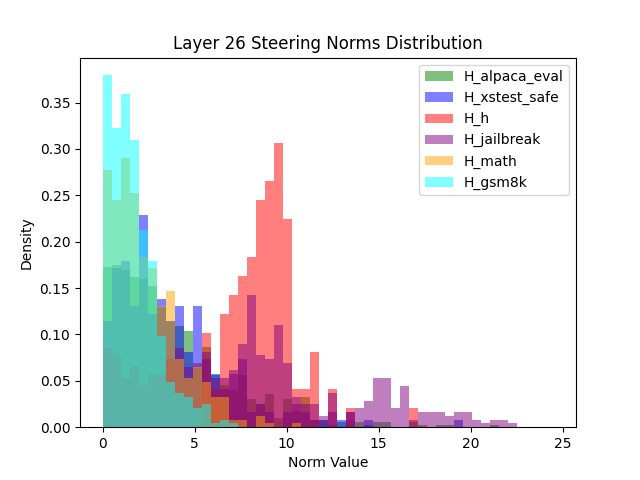 Layer 26 Steering Norms Distribution
H_alpaca_eval
H_xstest_safe
H_h
H_jailbreak
H_math
H_gsm8k
Density
0.35
0.30
0.25
0.20
0.15
0.10
0.05
0.00
0 5 10 15 20 25
Norm Value